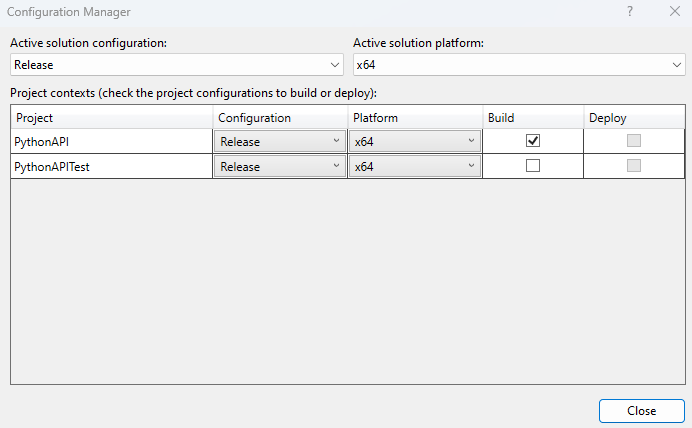 Configuration Manager ?
Active solution configuration: Active solution platform:
Release x64
Project contexts (check the project configurations to build or deploy):
Project Configuration Platform Build Deploy
PythonAPI Release x64
PythonAPITest Release x64
Close